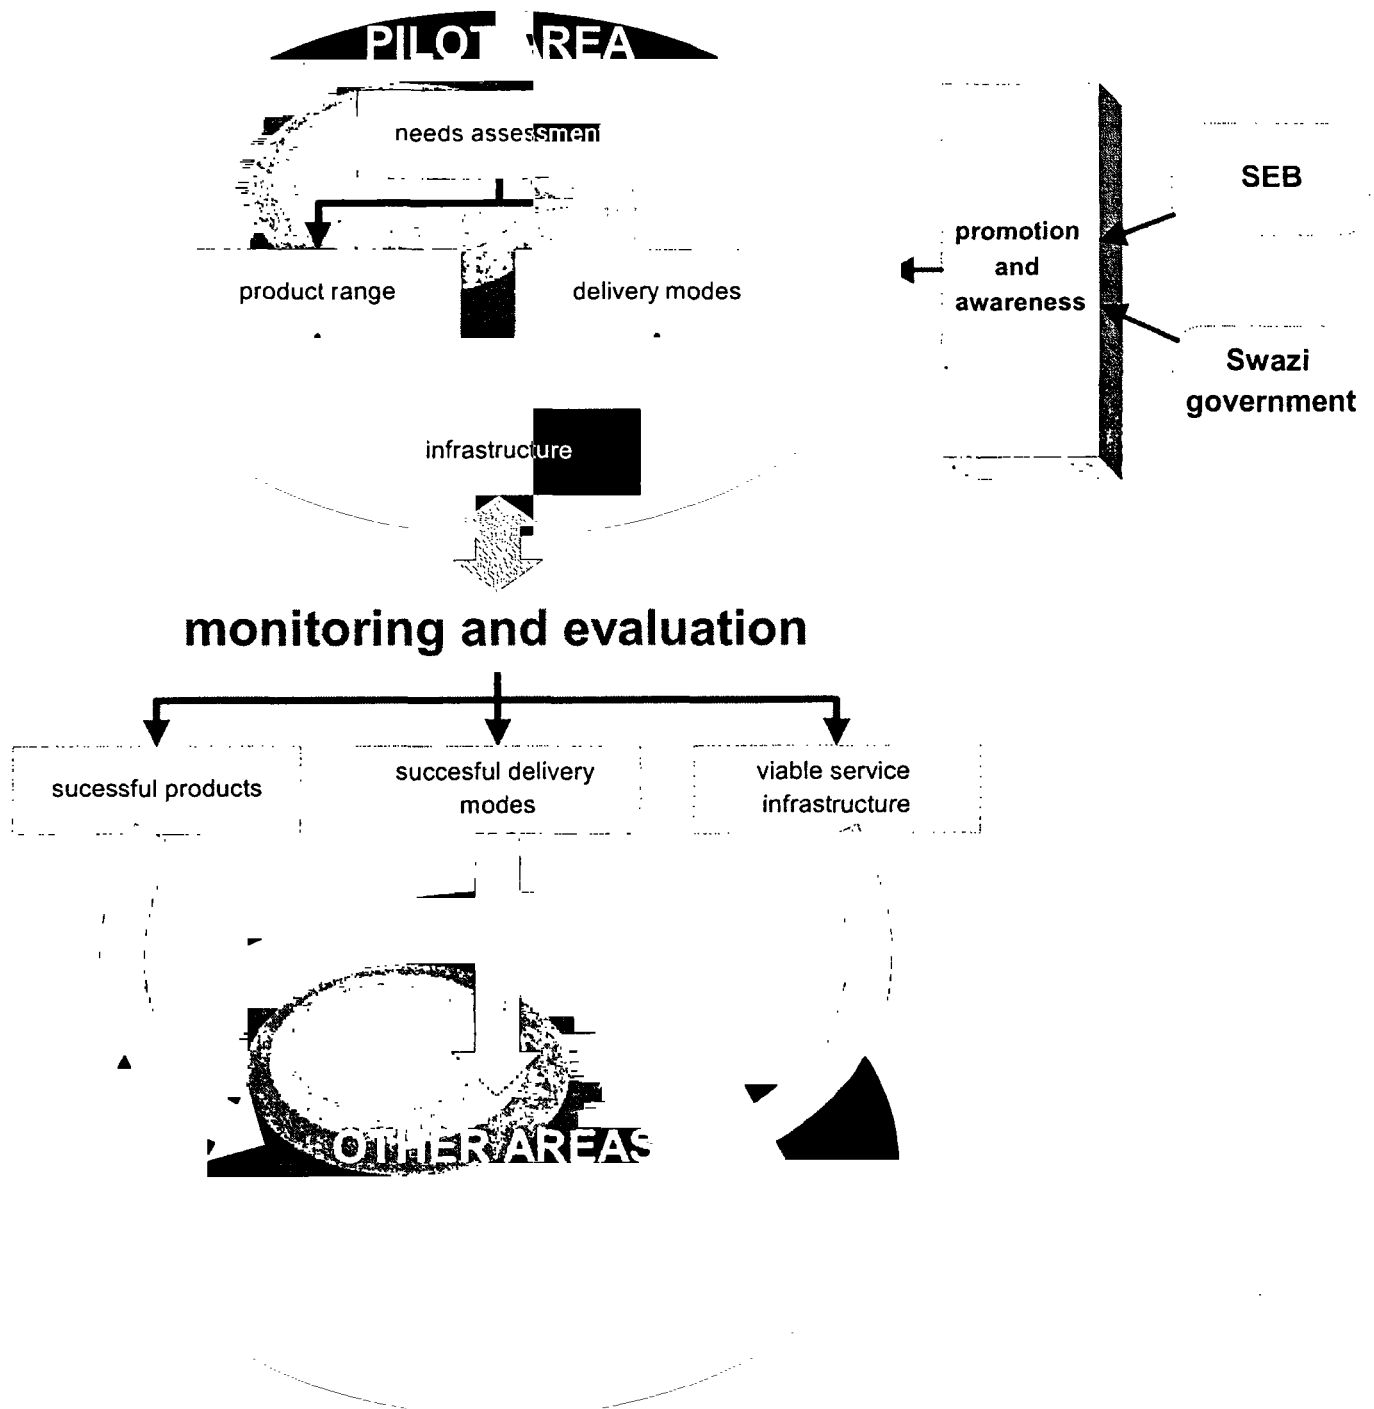 PILOT AREA
needs assessment
product range
delivery modes
infrastructure
promotion
and
awareness
SEB
Swazi
government
monitoring and evaluation
sucessful products
succesful delivery
modes
viable service
infrastructure
OTHER AREAS